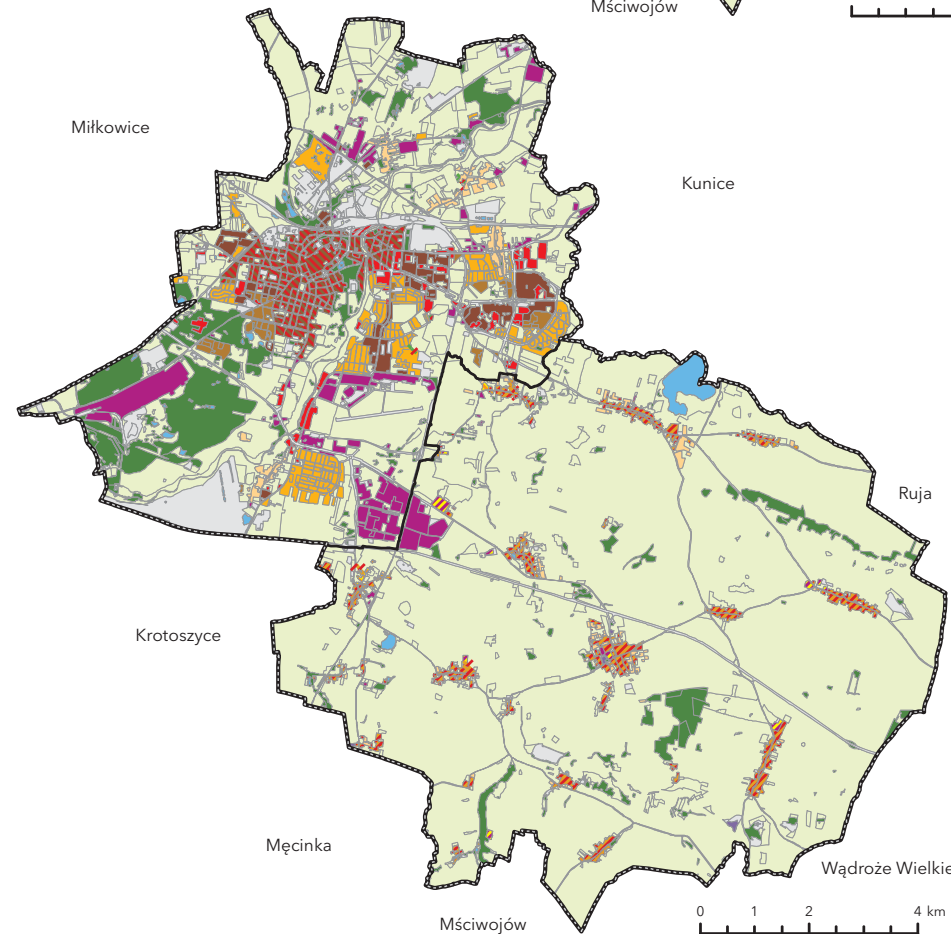 Mściwojów
Miłkowice
Kunice
Ruja
Krotoszyce
Męcinka
Wądroże Wielkie
Mściwojów
0 1 2 4 km